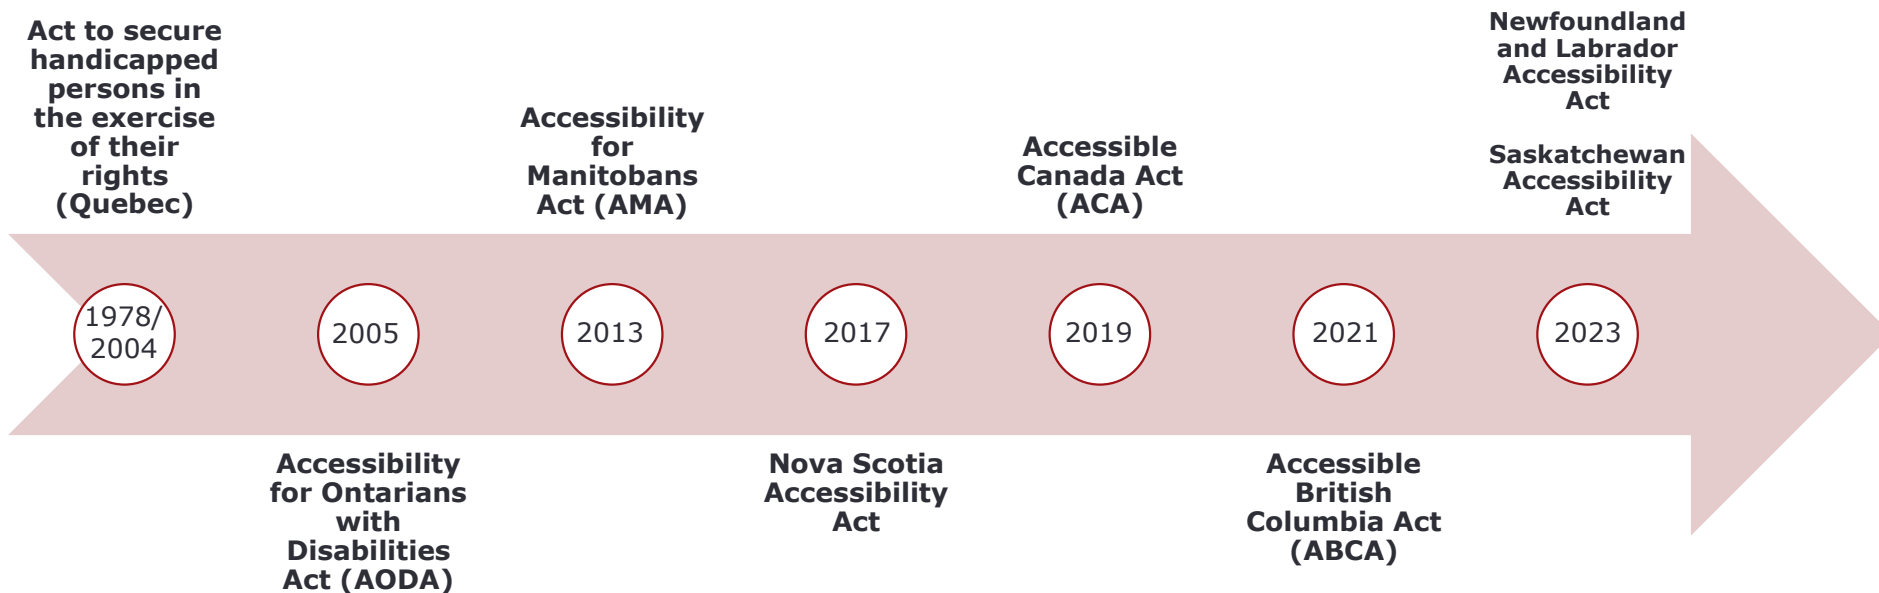 Act to secure
handicapped
persons in
the exercise
of their
rights
(Quebec)
1978/
2004
Accessibility
for Ontarians
with
Disabilities
Act (AODA)
2005
Accessibility
for
Manitobans
Act (AMA)
2013
Nova Scotia
Accessibility
Act
2017
Accessible
Canada Act
(ACA)
2019
Accessible
British
Columbia Act
(ABCA)
2021
Newfoundland
and Labrador
Accessibility
Act
Saskatchewan
Accessibility
Act
2023